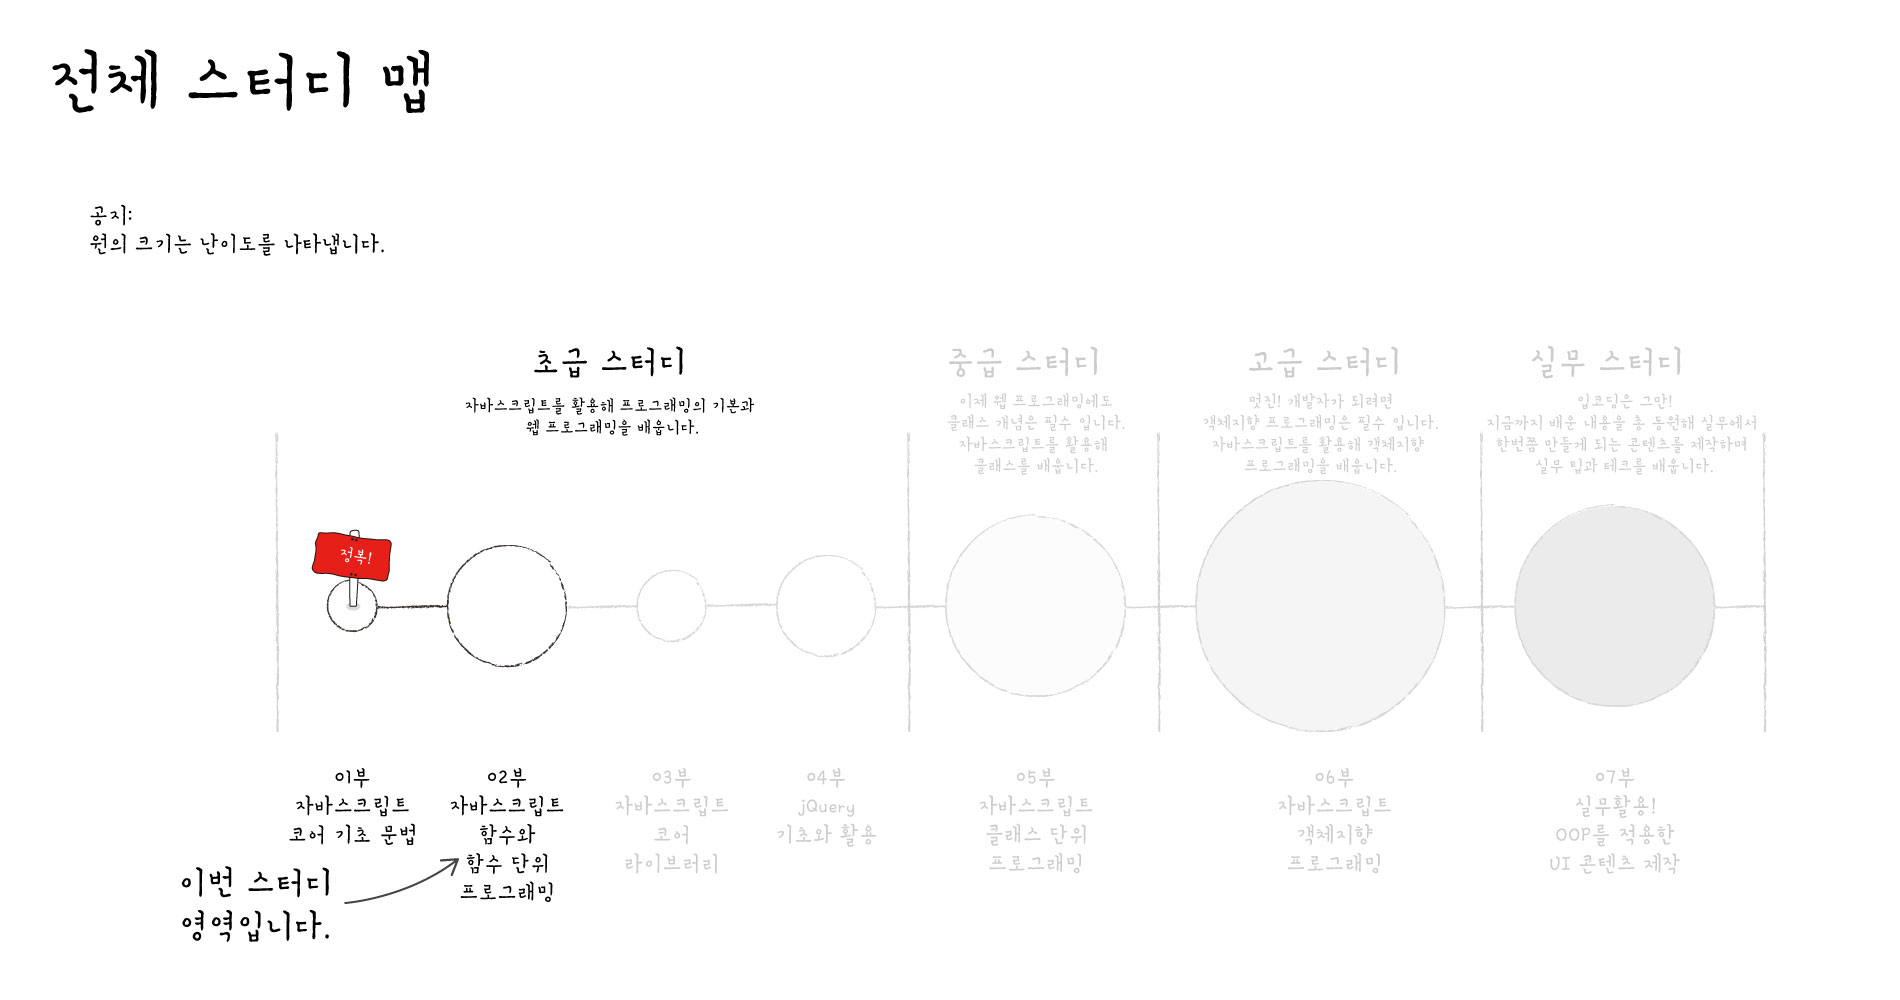 전체 스터디 맵
공지:
원의 크기는 난이도를 나타냅니다.
초급 스터디
자바스크립트를 활용해 프로그래밍의 기본과
웹 프로그래밍을 배웁니다.
중급 스터디
이제 웹 프로그래밍에도
클래스 개념은 필수 입니다.
자바스크립트를 활용해
클래스를 배웁니다.
고급 스터디
멋진! 개발자가 되려면
객체지향 프로그래밍은 필수 입니다.
자바스크립트를 활용해 객체지향
프로그래밍을 배웁니다.
실무 스터디
입코딩은 그만!
지금까지 배운 내용을 총 동원해 실무에서
한번쯤 만들게 되는 콘텐츠를 제작하며
실무 팁과 테크를 배웁니다.
정복!
01부
자바스크립트
코어 기초 문법
02부
자바스크립트
함수와
함수 단위
프로그래밍
03부
자바스크립트
코어
라이브러리
04부
jQuery
기초와 활용
05부
자바스크립트
클래스 단위
프로그래밍
06부
자바스크립트
객체지향
프로그래밍
07부
실무활용!
OOP를 적용한
UI 콘텐츠 제작
이번 스터디
영역입니다.